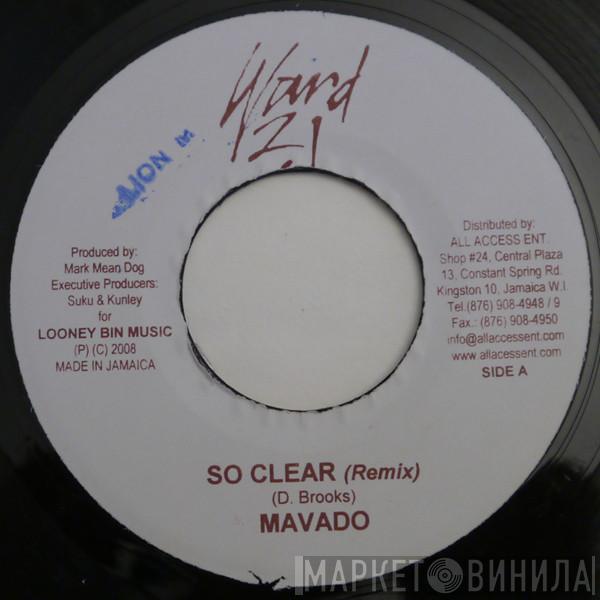 Ward
21
LION
Produced by:
Mark Mean Dog
Executive Producers:
Suku & Kunley
for
LOONEY BIN MUSIC
(P) (C) 2008
MADE IN JAMAICA
Distributed by:
ALL ACCESS ENT.
Shop #24, Central Plaza
13, Constant Spring Rd.
Kingston 10, Jamaica W.I.
Tel.(876) 908-4948 / 9
Fax.: (876) 908-4950
info@allaccessent.com
www.allacessent.com
SIDE A
SO CLEAR (Remix)
(D. Brooks)
MAVADO
МАРКЕТ ВИНИЛА